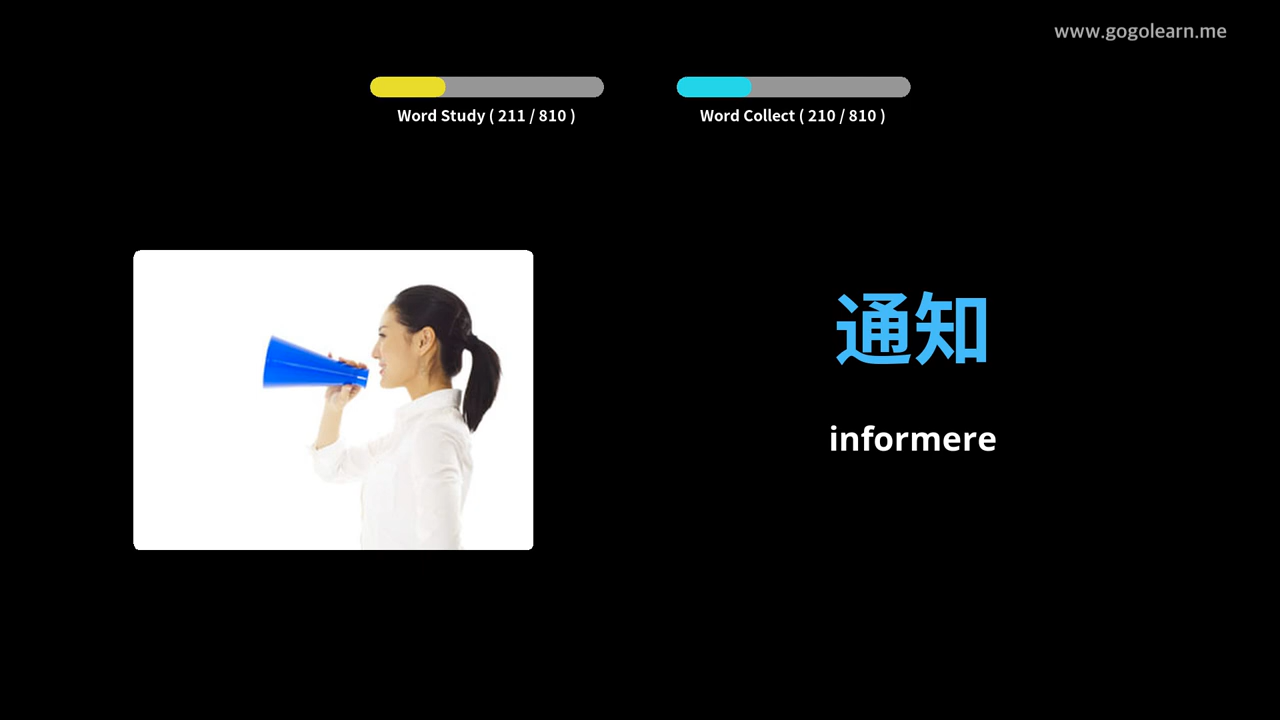 www.gogolearn.me
Word Study ( 211 / 810 )
Word Collect ( 210 / 810 )
通知
informere